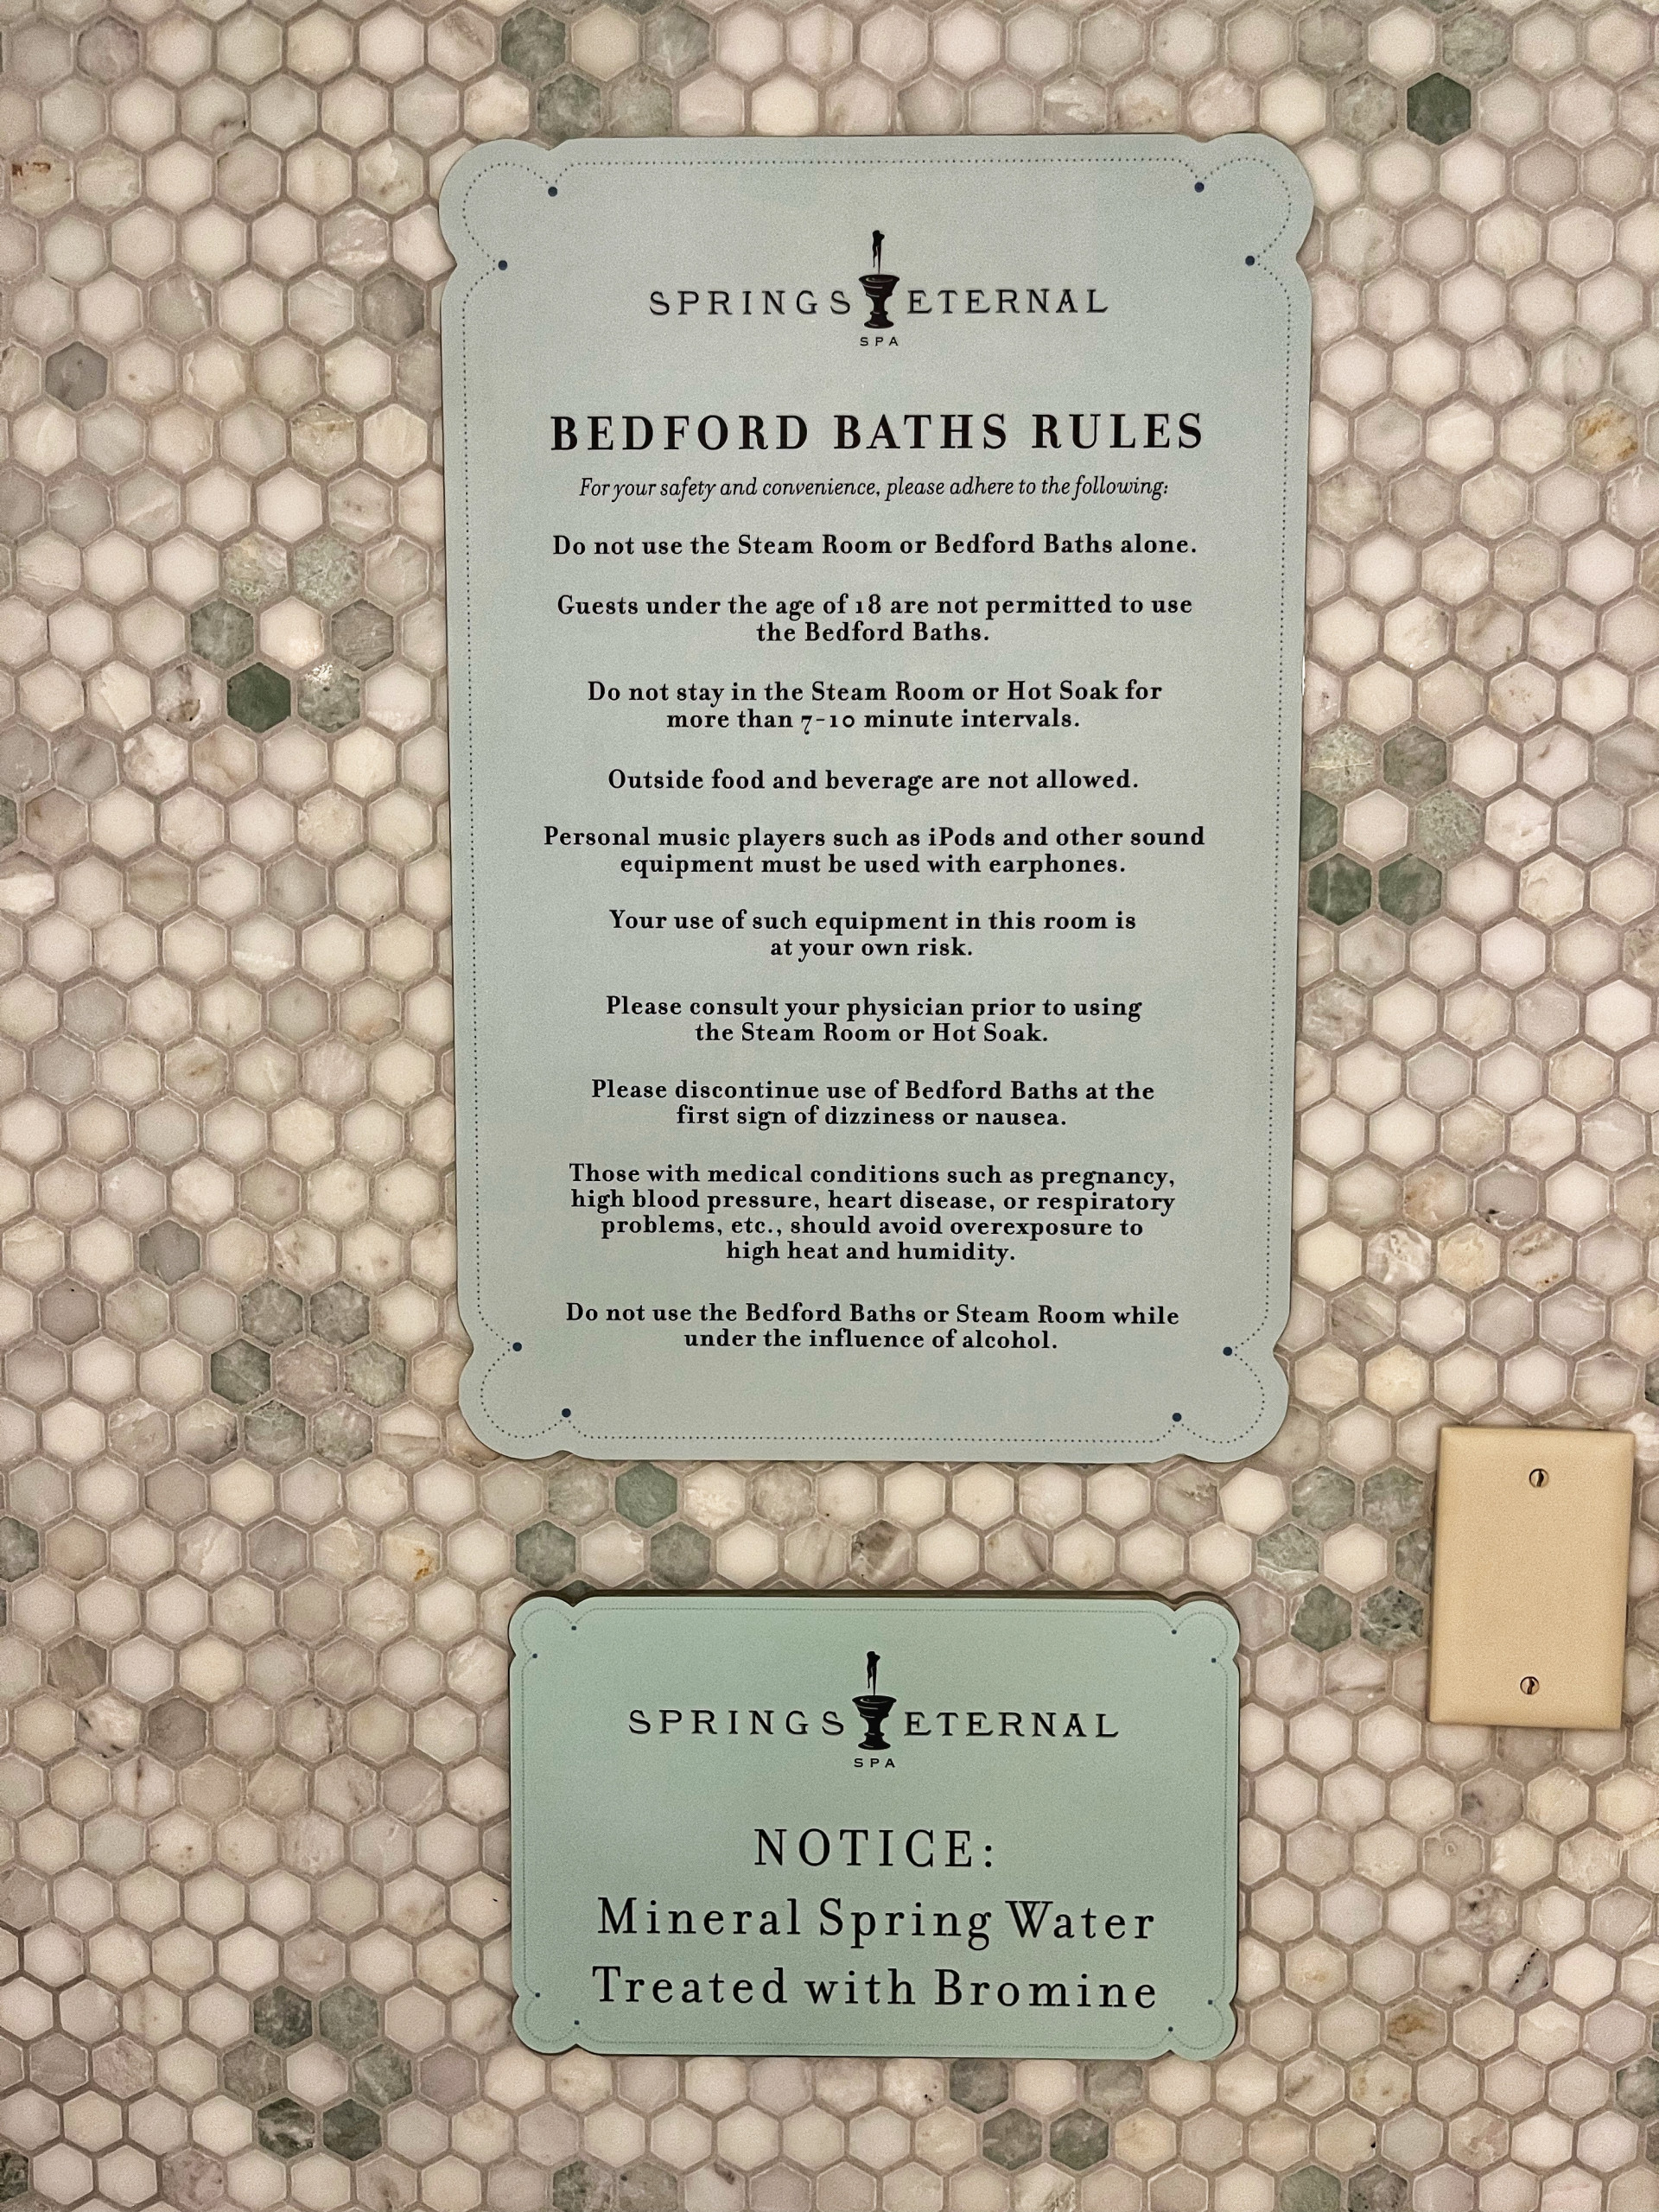 SPRINGS ETERNAL
SPA
BEDFORD BATHS RULES
For your safety and convenience, please adhere to the following:
Do not use the Steam Room or Bedford Baths alone.
Guests under the age of 18 are not permitted to use
the Bedford Baths.
Do not stay in the Steam Room or Hot Soak for
more than 7-10 minute intervals.
Outside food and beverage are not allowed.
Personal music players such as iPods and other sound
equipment must be used with earphones.
Your use of such equipment in this room is
at your own risk.
Please consult your physician prior to using
the Steam Room or Hot Soak.
Please discontinue use of Bedford Baths at the
first sign of dizziness or nausea.
Those with medical conditions such as pregnancy,
high blood pressure, heart disease, or respiratory
problems, etc., should avoid overexposure to
high heat and humidity.
Do not use the Bedford Baths or Steam Room while
under the influence of alcohol.
SPRINGS ETERNAL
SPA
NOTICE:
Mineral Spring Water
Treated with Bromine